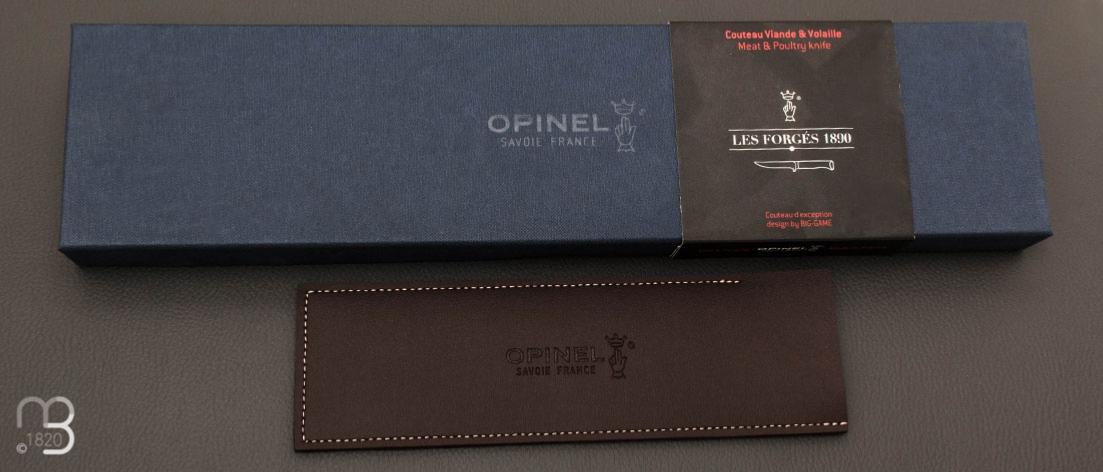 OPINEL
SAVOIE FRANCE
Couteau Viande & Volaille
Meat & Poultry knife
LES FORGÉS 1890
Couteau d'exception
design by BIG-GAME
OPINEL
OPINEL
SAVOIE FRANCE
©1820